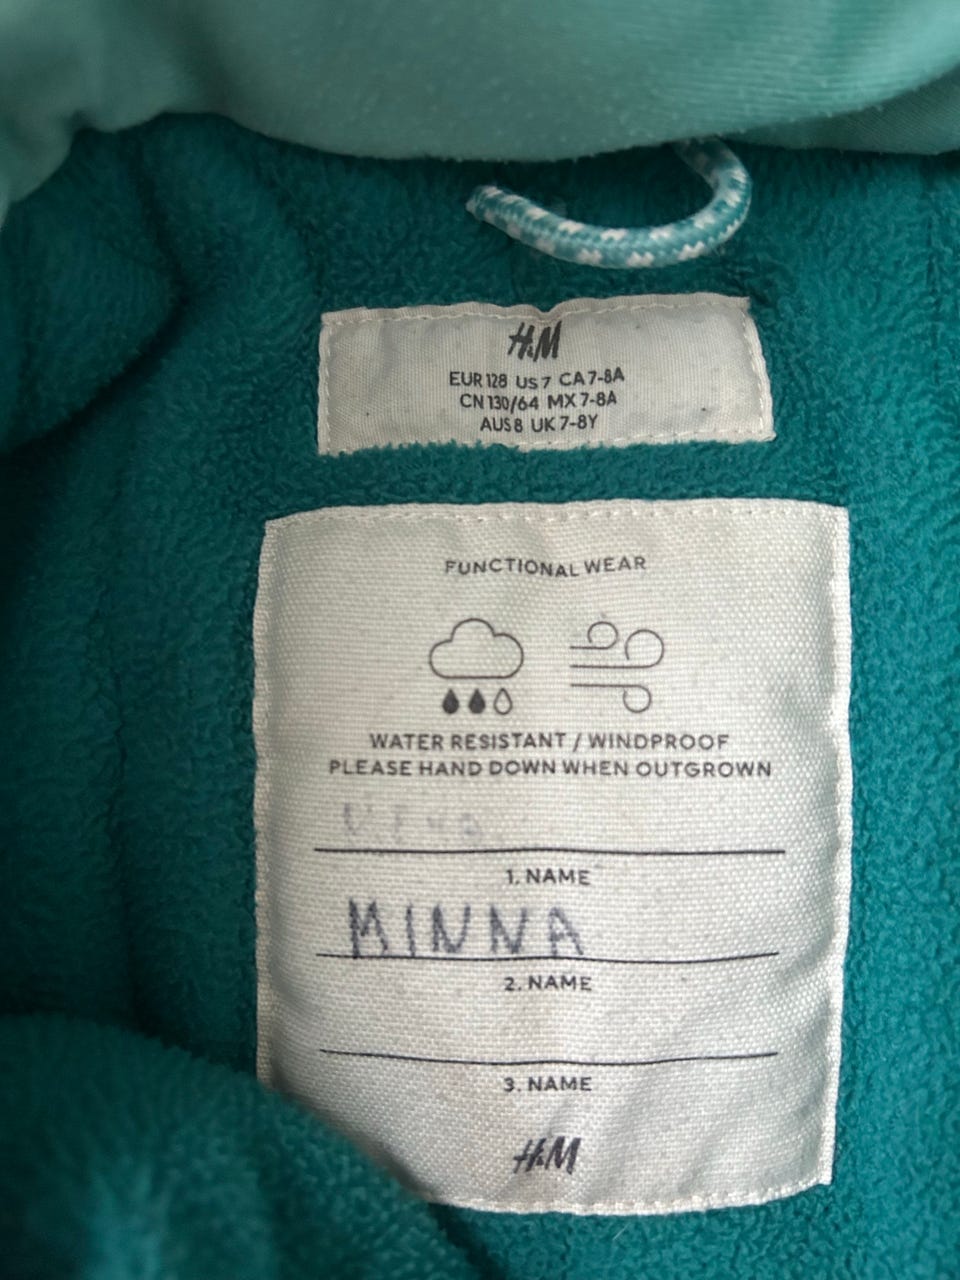 H&M
EUR 128 US 7 CA 7-8A
CN 130/64 MX 7-8A
AUS 8 UK 7-8Y
FUNCTIONAL WEAR
WATER RESISTANT / WINDPROOF
PLEASE HAND DOWN WHEN OUTGROWN
1. NAME
MINNA
2. NAME
3. NAME
H&M